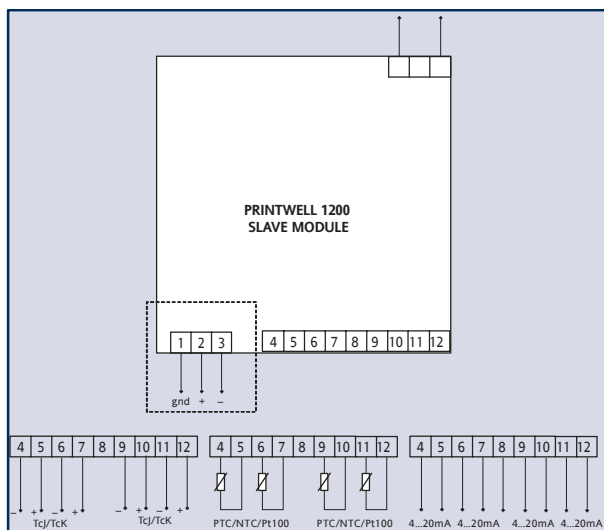 PRINTWELL 1200
SLAVE MODULE
1 2 3
4 5 6 7 8 9 10 11 12
gnd + −
4 5 6 7 8 9 10 11 12
− + − + − + − +
TcJ/TcK TcJ/TcK
4 5 6 7 8 9 10 11 12
PTC/NTC/Pt100 PTC/NTC/Pt100
4 5 6 7 8 9 10 11 12
4...20mA 4...20mA 4...20mA 4...20mA